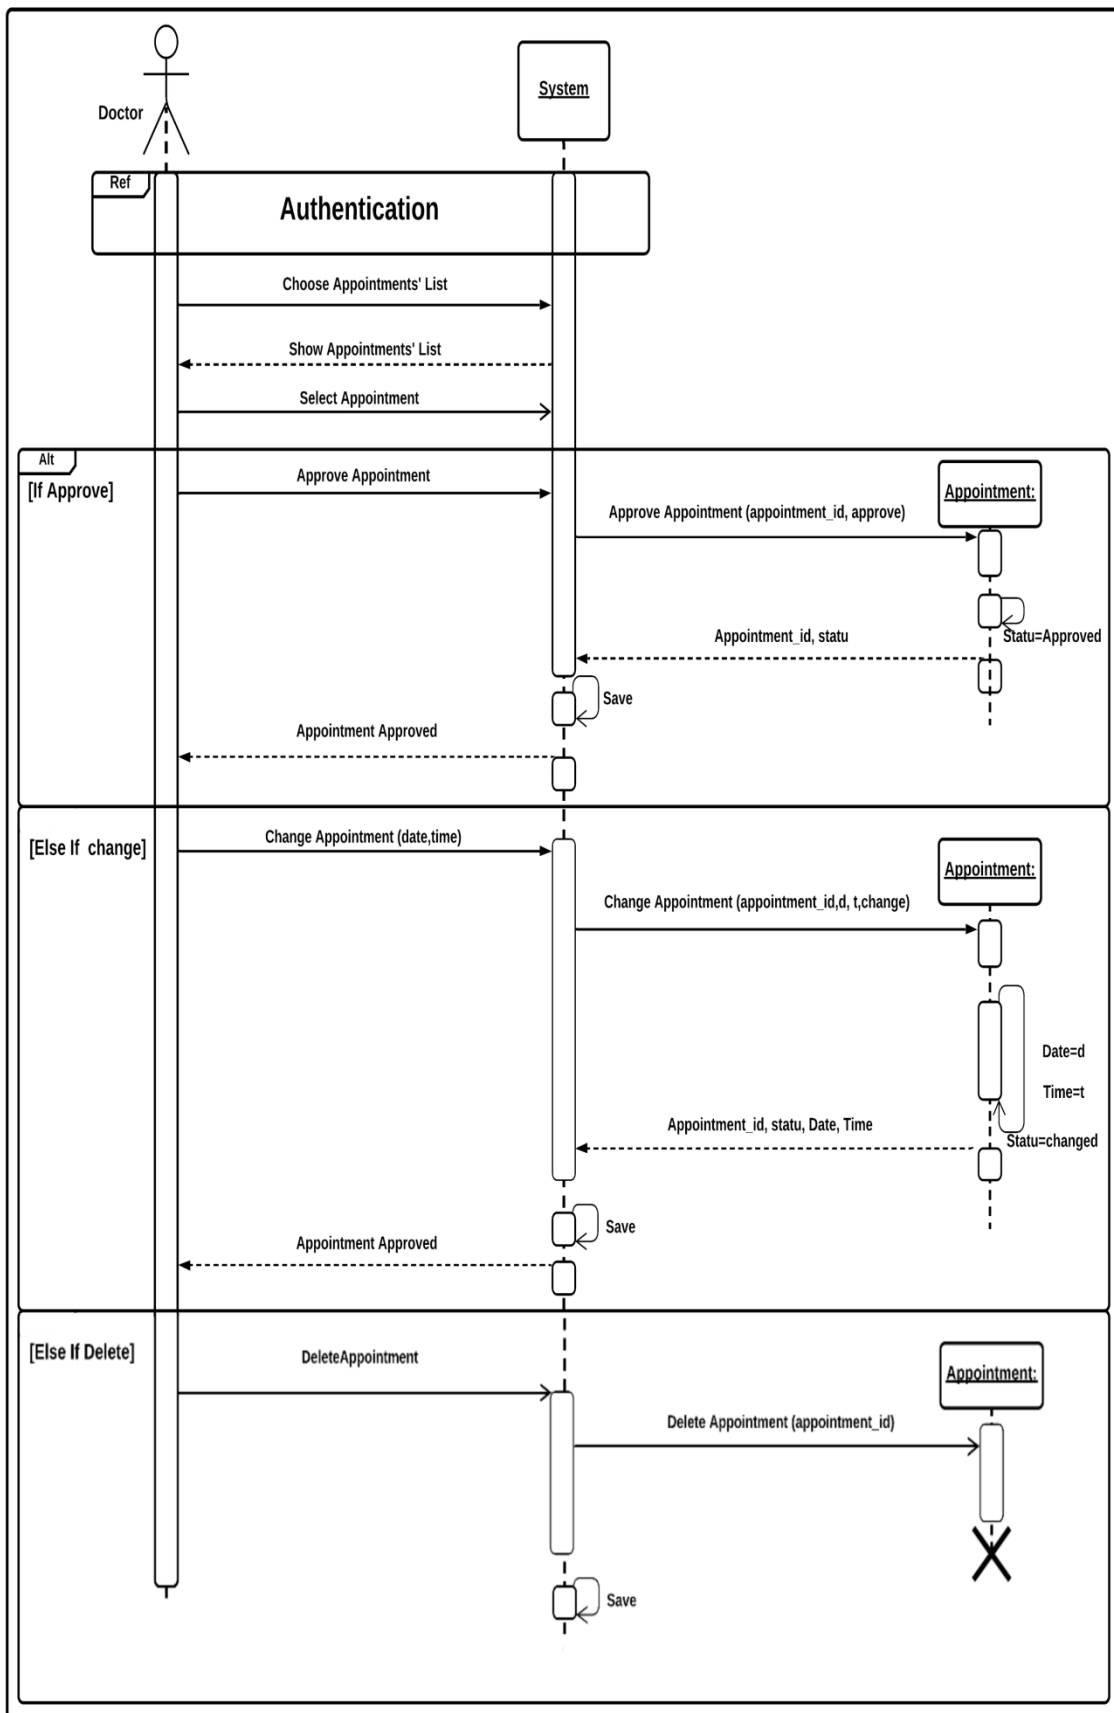 Doctor
System
Ref
Authentication
Choose Appointments' List
Show Appointments' List
Select Appointment
Alt
[If Approve]
Approve Appointment
Appointment:
Approve Appointment (appointment_id, approve)
Statu=Approved
Appointment_id, statu
Save
Appointment Approved
[Else If change]
Change Appointment (date,time)
Appointment:
Change Appointment (appointment_id,d, t,change)
Date=d
Time=t
Appointment_id, statu, Date, Time
Statu=changed
Save
Appointment Approved
[Else If Delete]
DeleteAppointment
Appointment:
Delete Appointment (appointment_id)
Save